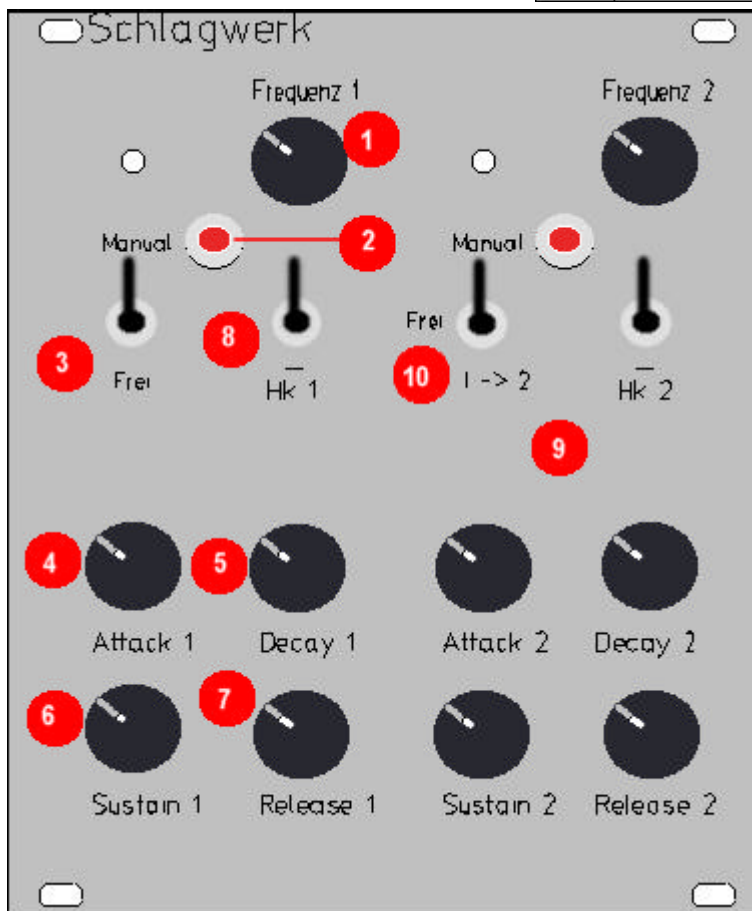 Schlagwerk
Frequenz 1 Frequenz 2
1
Manual 2 Manual
3 Frei 8 Hk 1 Frei 10 1 -> 2 Hk 2
9
4 5
Attack 1 Decay 1 Attack 2 Decay 2
6 7
Sustain 1 Release 1 Sustain 2 Release 2